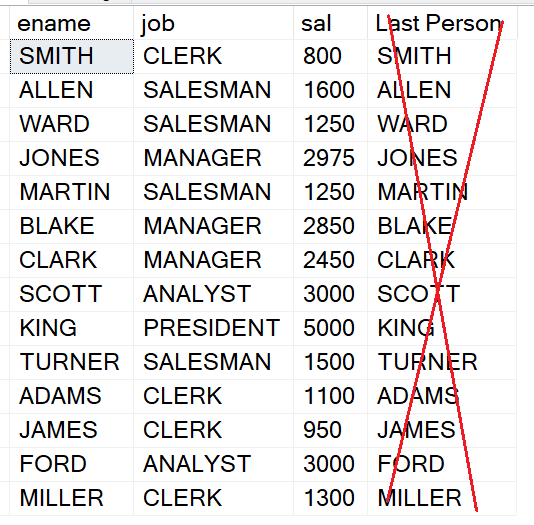 ename job sal Last Person
SMITH CLERK 800 SMITH
ALLEN SALESMAN 1600 ALLEN
WARD SALESMAN 1250 WARD
JONES MANAGER 2975 JONES
MARTIN SALESMAN 1250 MARTIN
BLAKE MANAGER 2850 BLAKE
CLARK MANAGER 2450 CLARK
SCOTT ANALYST 3000 SCOTT
KING PRESIDENT 5000 KING
TURNER SALESMAN 1500 TURNER
ADAMS CLERK 1100 ADAMS
JAMES CLERK 950 JAMES
FORD ANALYST 3000 FORD
MILLER CLERK 1300 MILLER